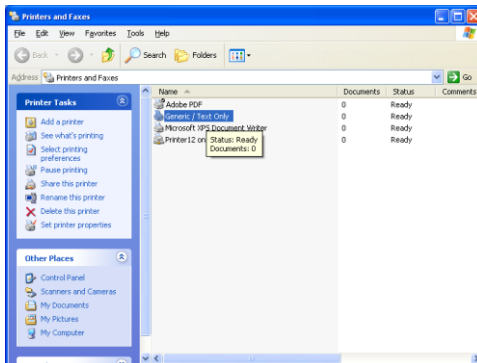 Printers and Faxes
File Edit View Favorites Tools Help
Back Search Folders
Address Printers and Faxes Go
Name Documents Status Comments
Printer Tasks
Add a printer
See what's printing
Select printing
preferences
Pause printing
Share this printer
Rename this printer
Delete this printer
Set printer properties
Other Places
Control Panel
Scanners and Cameras
My Documents
My Pictures
My Computer
Adobe PDF 0 Ready
Generic / Text Only 0 Ready
Microsoft XPS Document Writer 0 Ready
Printer12 on 0 Ready
Status: Ready
Documents: 0